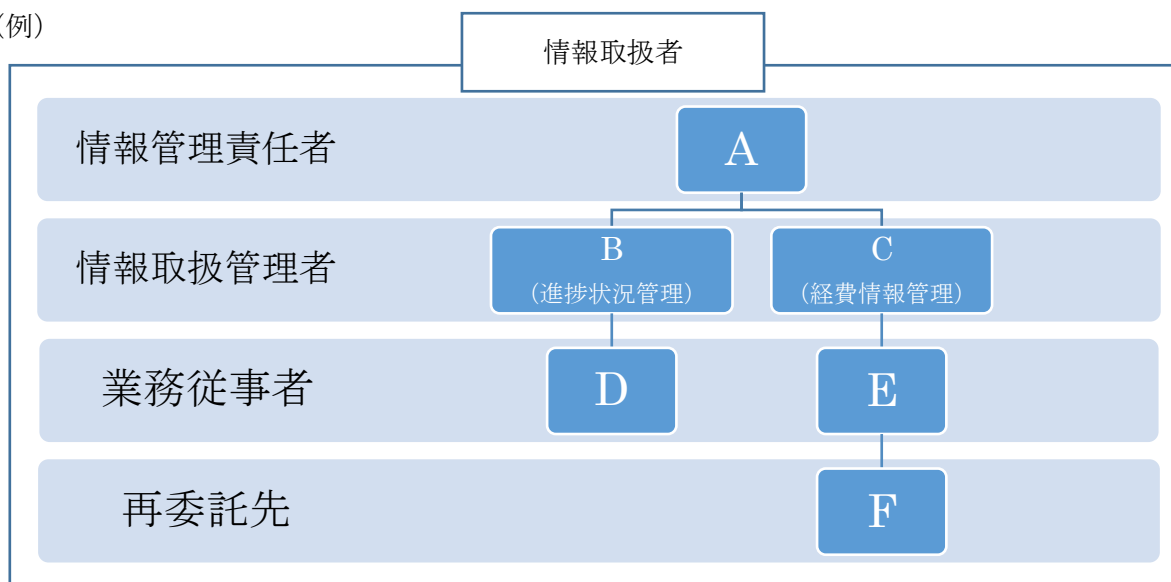 (例)
情報取扱者
情報管理責任者
A
情報取扱管理者
B
(進捗状況管理)
C
(経費情報管理)
業務従事者
D
E
再委託先
F